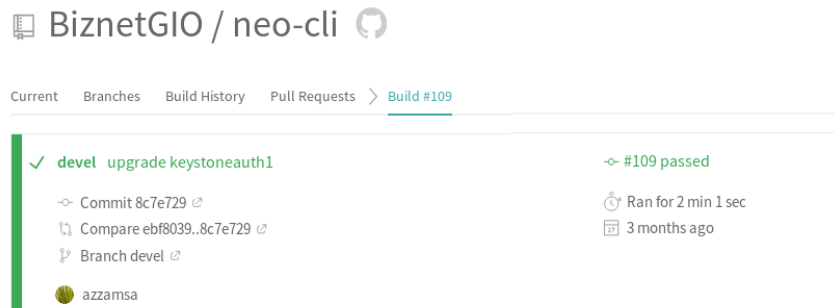 BiznetGIO / neo-cli
Current Branches Build History Pull Requests Build #109
devel upgrade keystoneauth1 #109 passed
Commit 8c7e729 Ran for 2 min 1 sec
Compare ebf8039..8c7e729 3 months ago
Branch devel
azzamsa